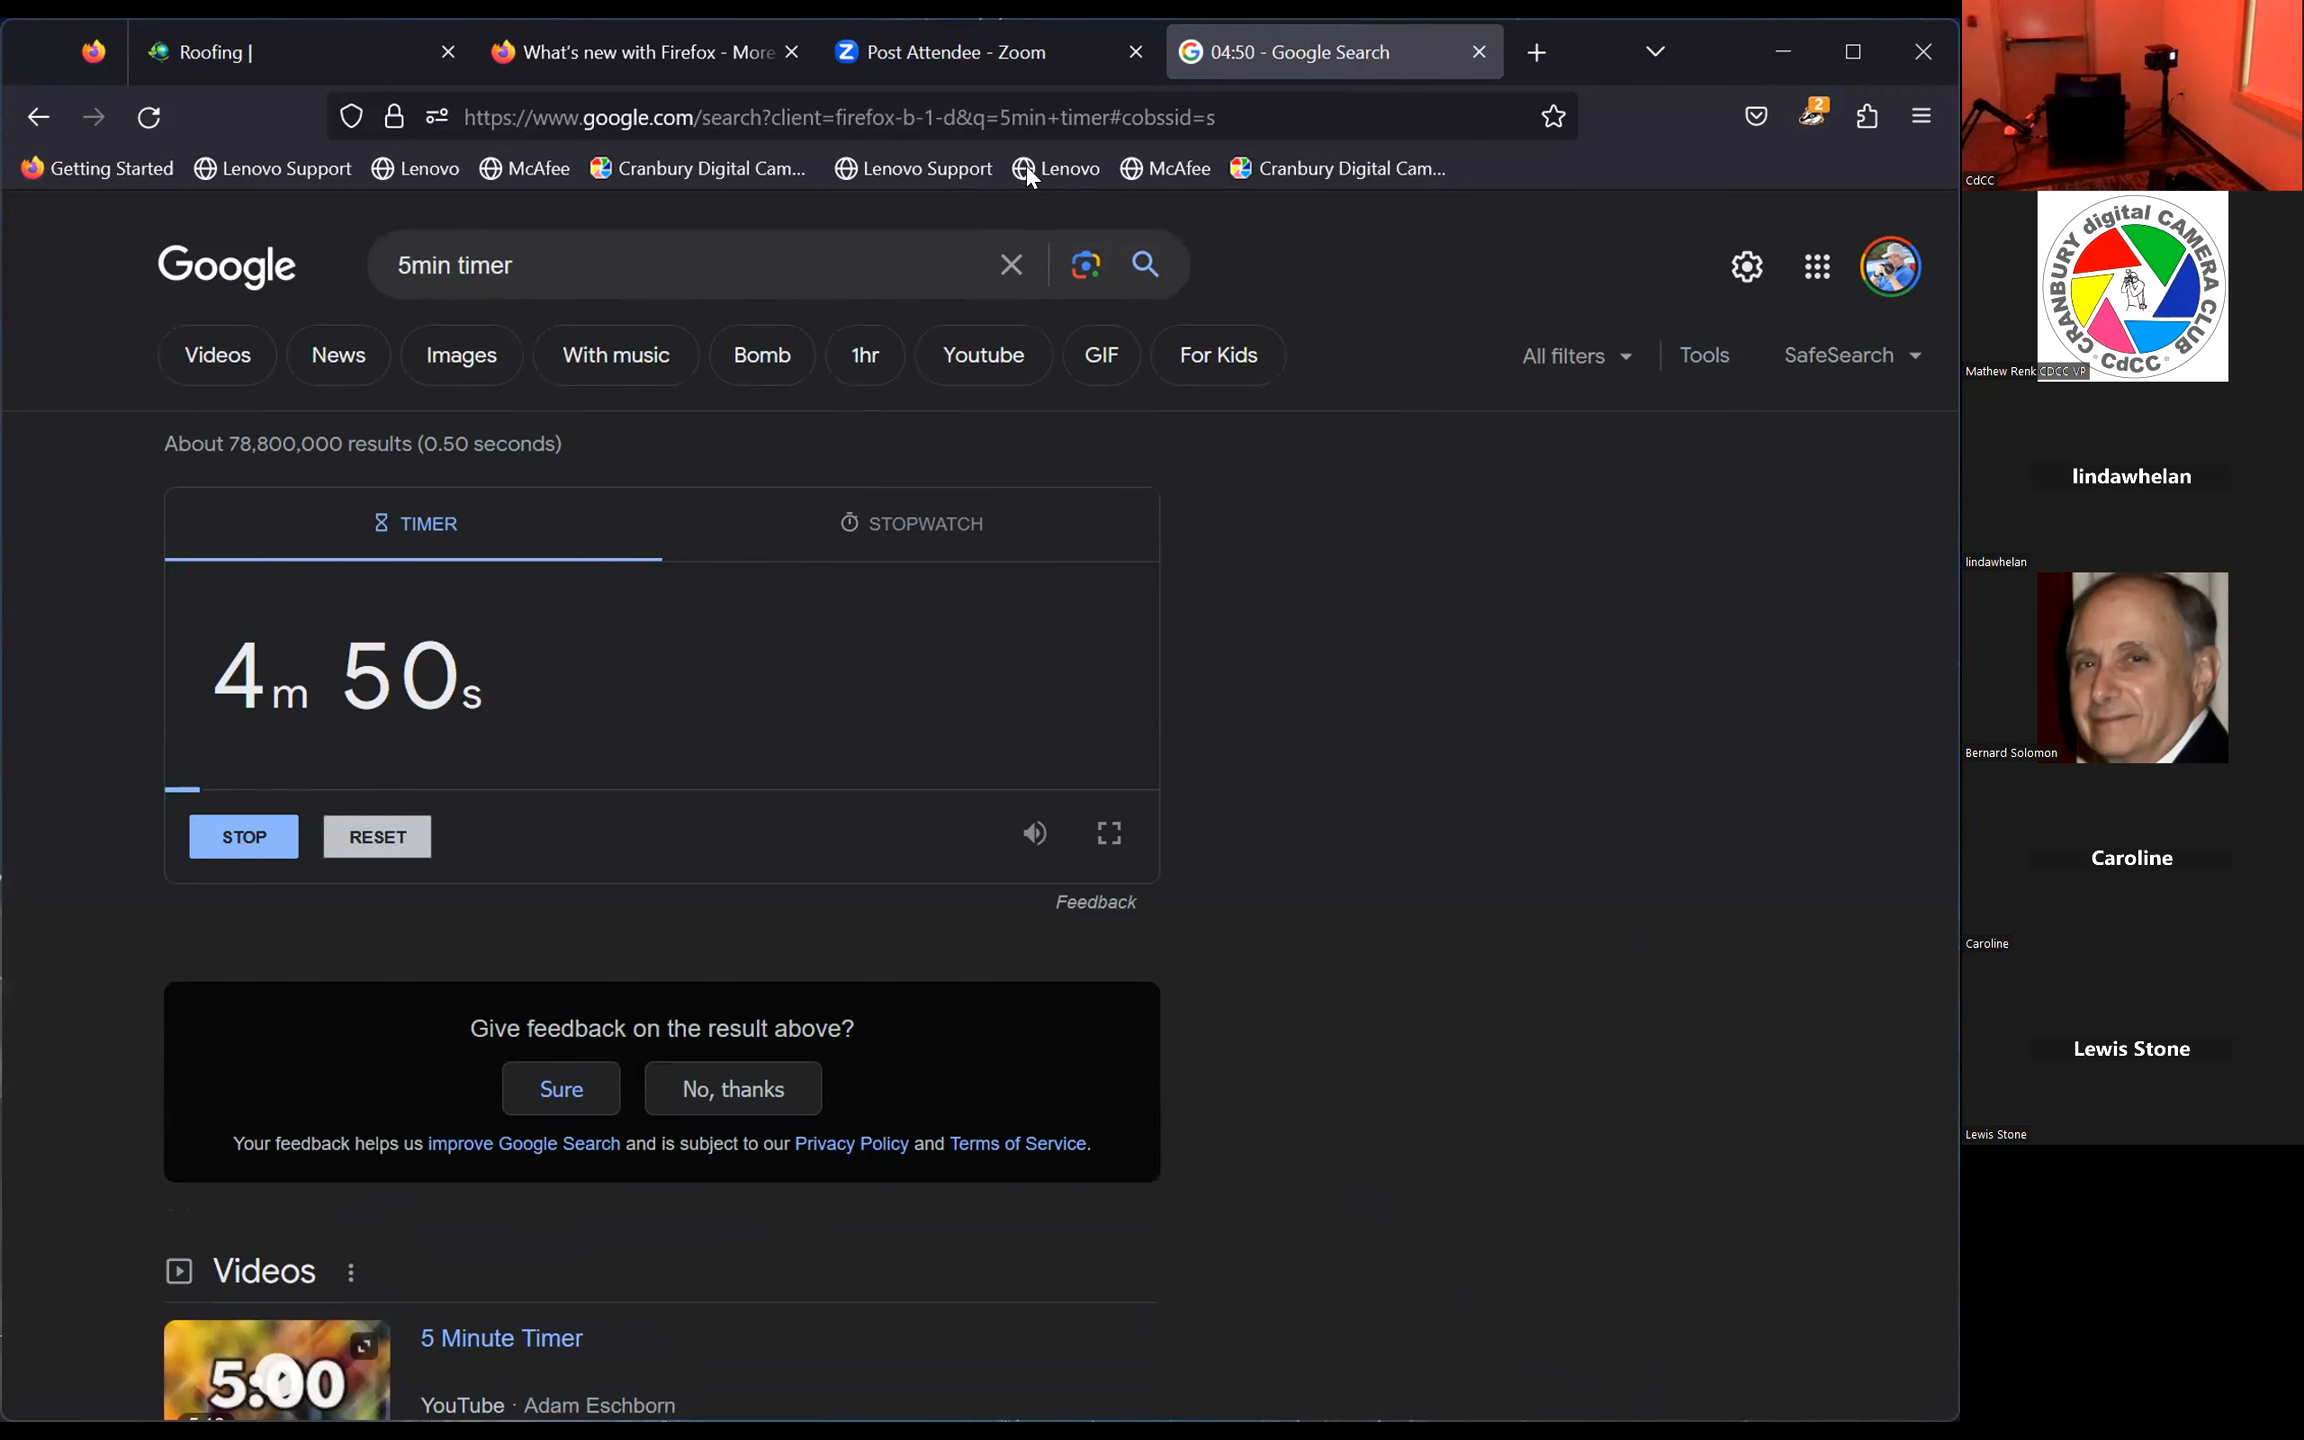 Roofing |
What's new with Firefox - More
Post Attendee - Zoom
04:50 - Google Search
https://www.google.com/search?client=firefox-b-1-d&q=5min+timer#cobssid=s
2
Getting Started
Lenovo Support
Lenovo
McAfee
Cranbury Digital Cam...
Lenovo Support
Lenovo
McAfee
Cranbury Digital Cam...
Google
5min timer
Videos
News
Images
With music
Bomb
1hr
Youtube
GIF
For Kids
All filters
Tools
SafeSearch
About 78,800,000 results (0.50 seconds)
TIMER
STOPWATCH
4m 50s
STOP
RESET
Feedback
Give feedback on the result above?
Sure
No, thanks
Your feedback helps us improve Google Search and is subject to our Privacy Policy and Terms of Service.
Videos
5:00
5 Minute Timer
YouTube · Adam Eschborn
CdCC
CRANBURY digital CAMERA CLUB
CdCC
Mathew Renk CDCC VP
lindawhelan
lindawhelan
Bernard Solomon
Caroline
Caroline
Lewis Stone
Lewis Stone